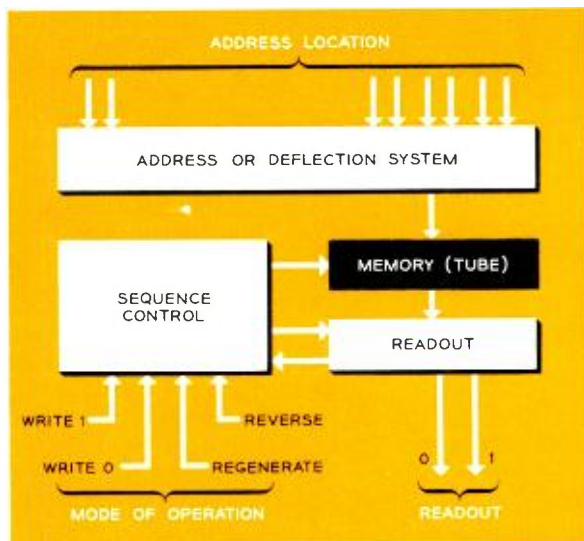 ADDRESS LOCATION
ADDRESS OR DEFLECTION SYSTEM
MEMORY (TUBE)
SEQUENCE
CONTROL
READOUT
WRITE 1
REVERSE
WRITE 0
REGENERATE
0 1
MODE OF OPERATION
READOUT